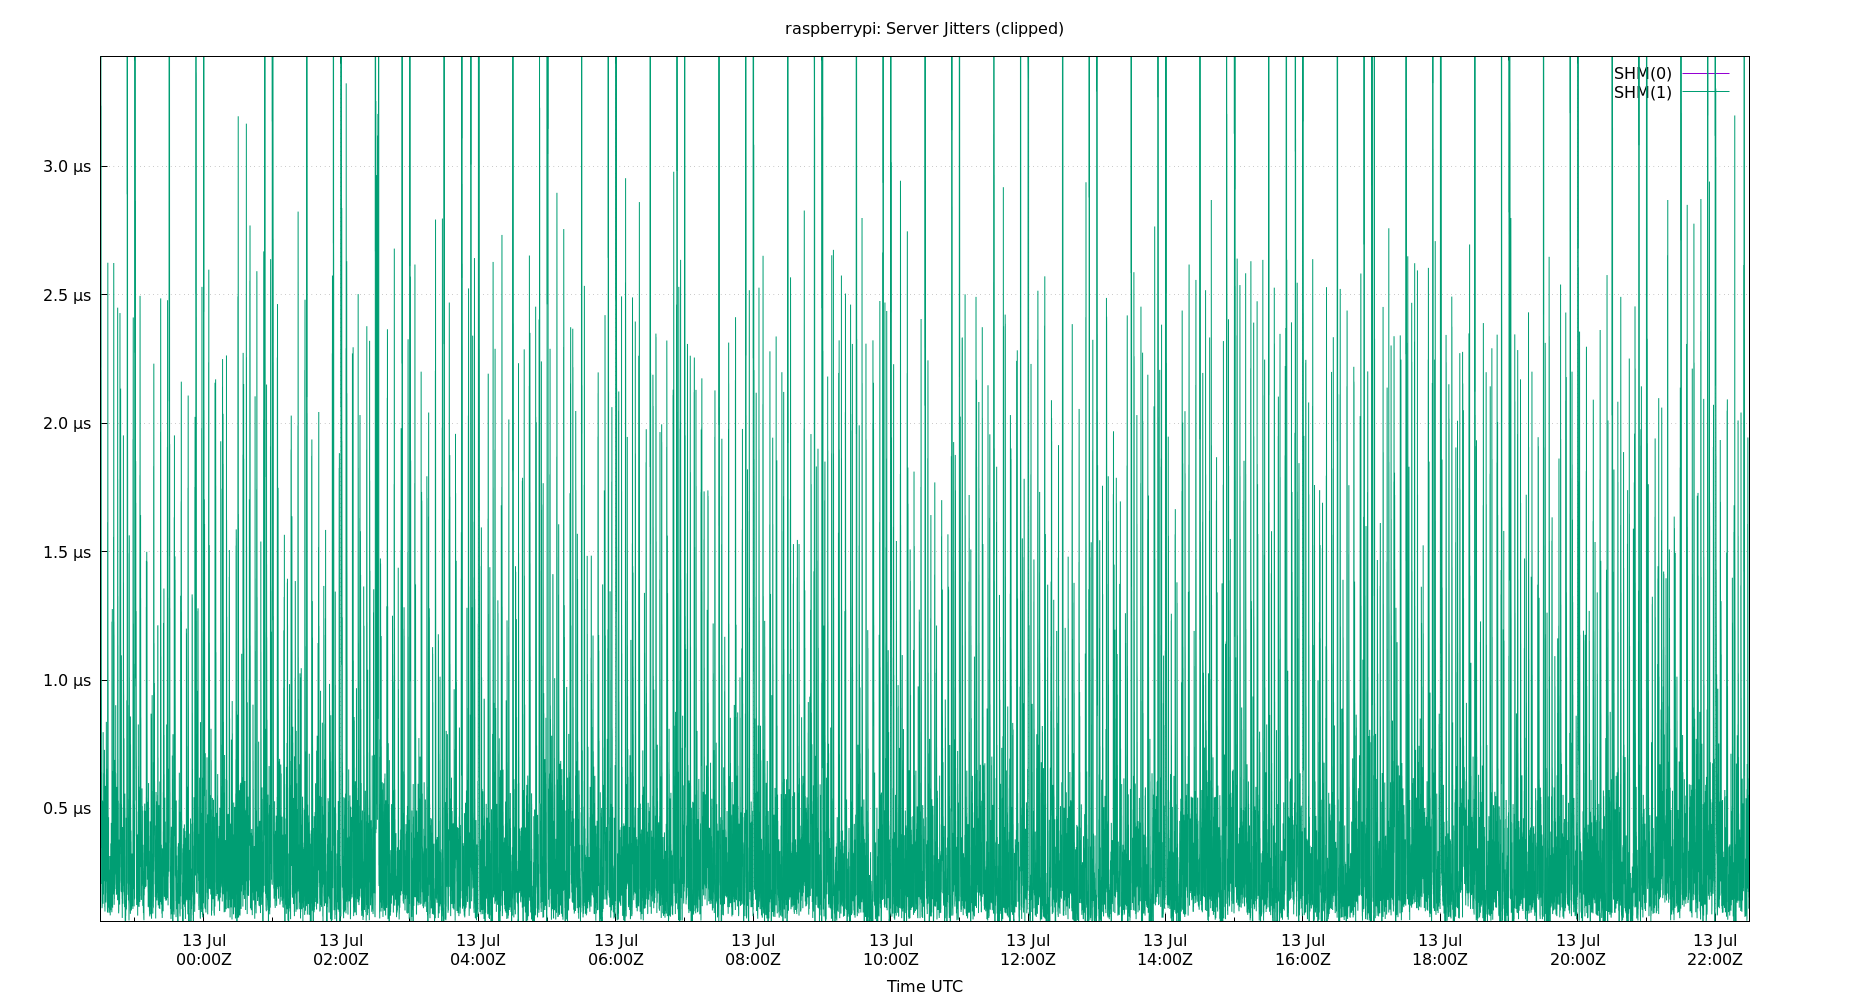 raspberrypi: Server Jitters (clipped)
SHM(0)
SHM(1)
3.0 µs
2.5 µs
2.0 µs
1.5 µs
1.0 µs
0.5 µs
13 Jul 13 Jul 13 Jul 13 Jul 13 Jul 13 Jul 13 Jul 13 Jul 13 Jul 13 Jul 13 Jul 13 Jul
00:00Z 02:00Z 04:00Z 06:00Z 08:00Z 10:00Z 12:00Z 14:00Z 16:00Z 18:00Z 20:00Z 22:00Z
Time UTC